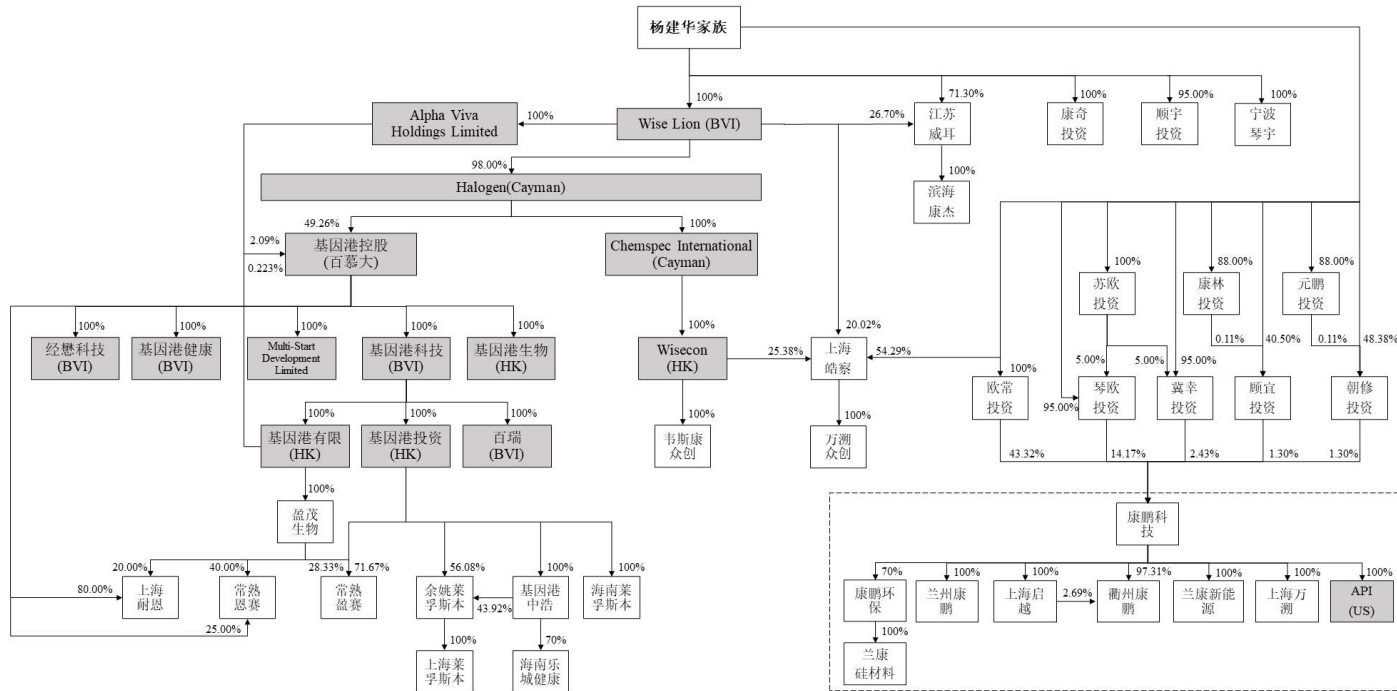 杨建华家族
100%
71.30%
100%
95.00%
100%
Alpha Viva
Holdings Limited
100%
Wise Lion (BVI)
26.70%
江苏
威耳
康奇
投资
顺宇
投资
宁波
琴宇
98.00%
100%
Halogen(Cayman)
滨海
康杰
49.26%
100%
2.09%
0.223%
基因港控股
(百慕大)
Chemspec International
(Cayman)
100%
88.00%
88.00%
苏欧
投资
康林
投资
元鹏
投资
100%
100%
100%
100%
100%
100%
20.02%
0.11%
40.50%
0.11%
48.38%
经懋科技
(BVI)
基因港健康
(BVI)
Multi-Start
Development
Limited
基因港科技
(BVI)
基因港生物
(HK)
Wisecon
(HK)
25.38%
上海
皓察
54.29%
100%
5.00%
5.00%
95.00%
欧常
投资
95.00%
琴欧
投资
冀幸
投资
顾宜
投资
朝修
投资
100%
100%
100%
100%
100%
基因港有限
(HK)
基因港投资
(HK)
百瑞
(BVI)
韦斯康
众创
万溯
众创
43.32%
14.17%
2.43%
1.30%
1.30%
100%
盈茂
生物
康鹏
科技
20.00%
40.00%
28.33%
71.67%
56.08%
100%
100%
80.00%
上海
耐恩
常熟
恩赛
常熟
盈赛
余姚莱
孚斯本
43.92%
基因港
中浩
海南莱
孚斯本
25.00%
70%
100%
100%
97.31%
100%
100%
100%
康鹏环
保
兰州康
鹏
上海启
越
2.69%
衢州康
鹏
兰康新能
源
上海万
溯
API
(US)
100%
70%
100%
上海莱
孚斯本
海南乐
城健康
兰康
硅材料